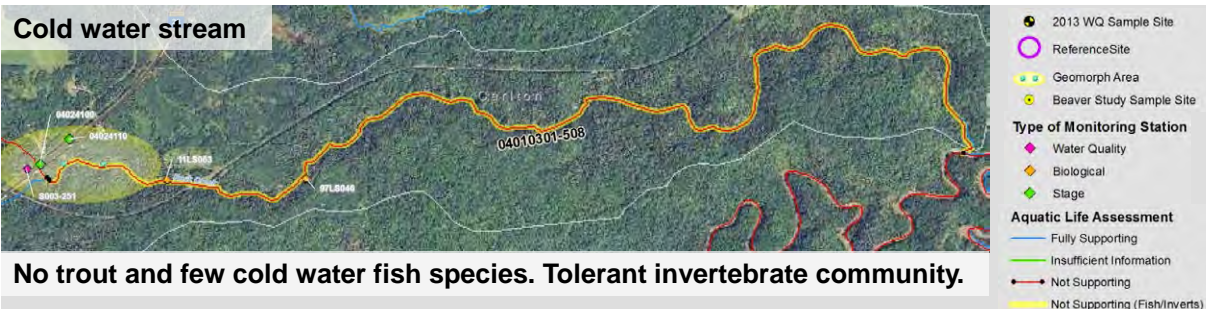 Cold water stream
Carlton
04024100
04024110
04010301-508
11LS063
97LS046
S003-251
No trout and few cold water fish species. Tolerant invertebrate community.
2013 WQ Sample Site
ReferenceSite
Geomorph Area
Beaver Study Sample Site
Type of Monitoring Station
Water Quality
Biological
Stage
Aquatic Life Assessment
Fully Supporting
Insufficient Information
Not Supporting
Not Supporting (Fish/Inverts)